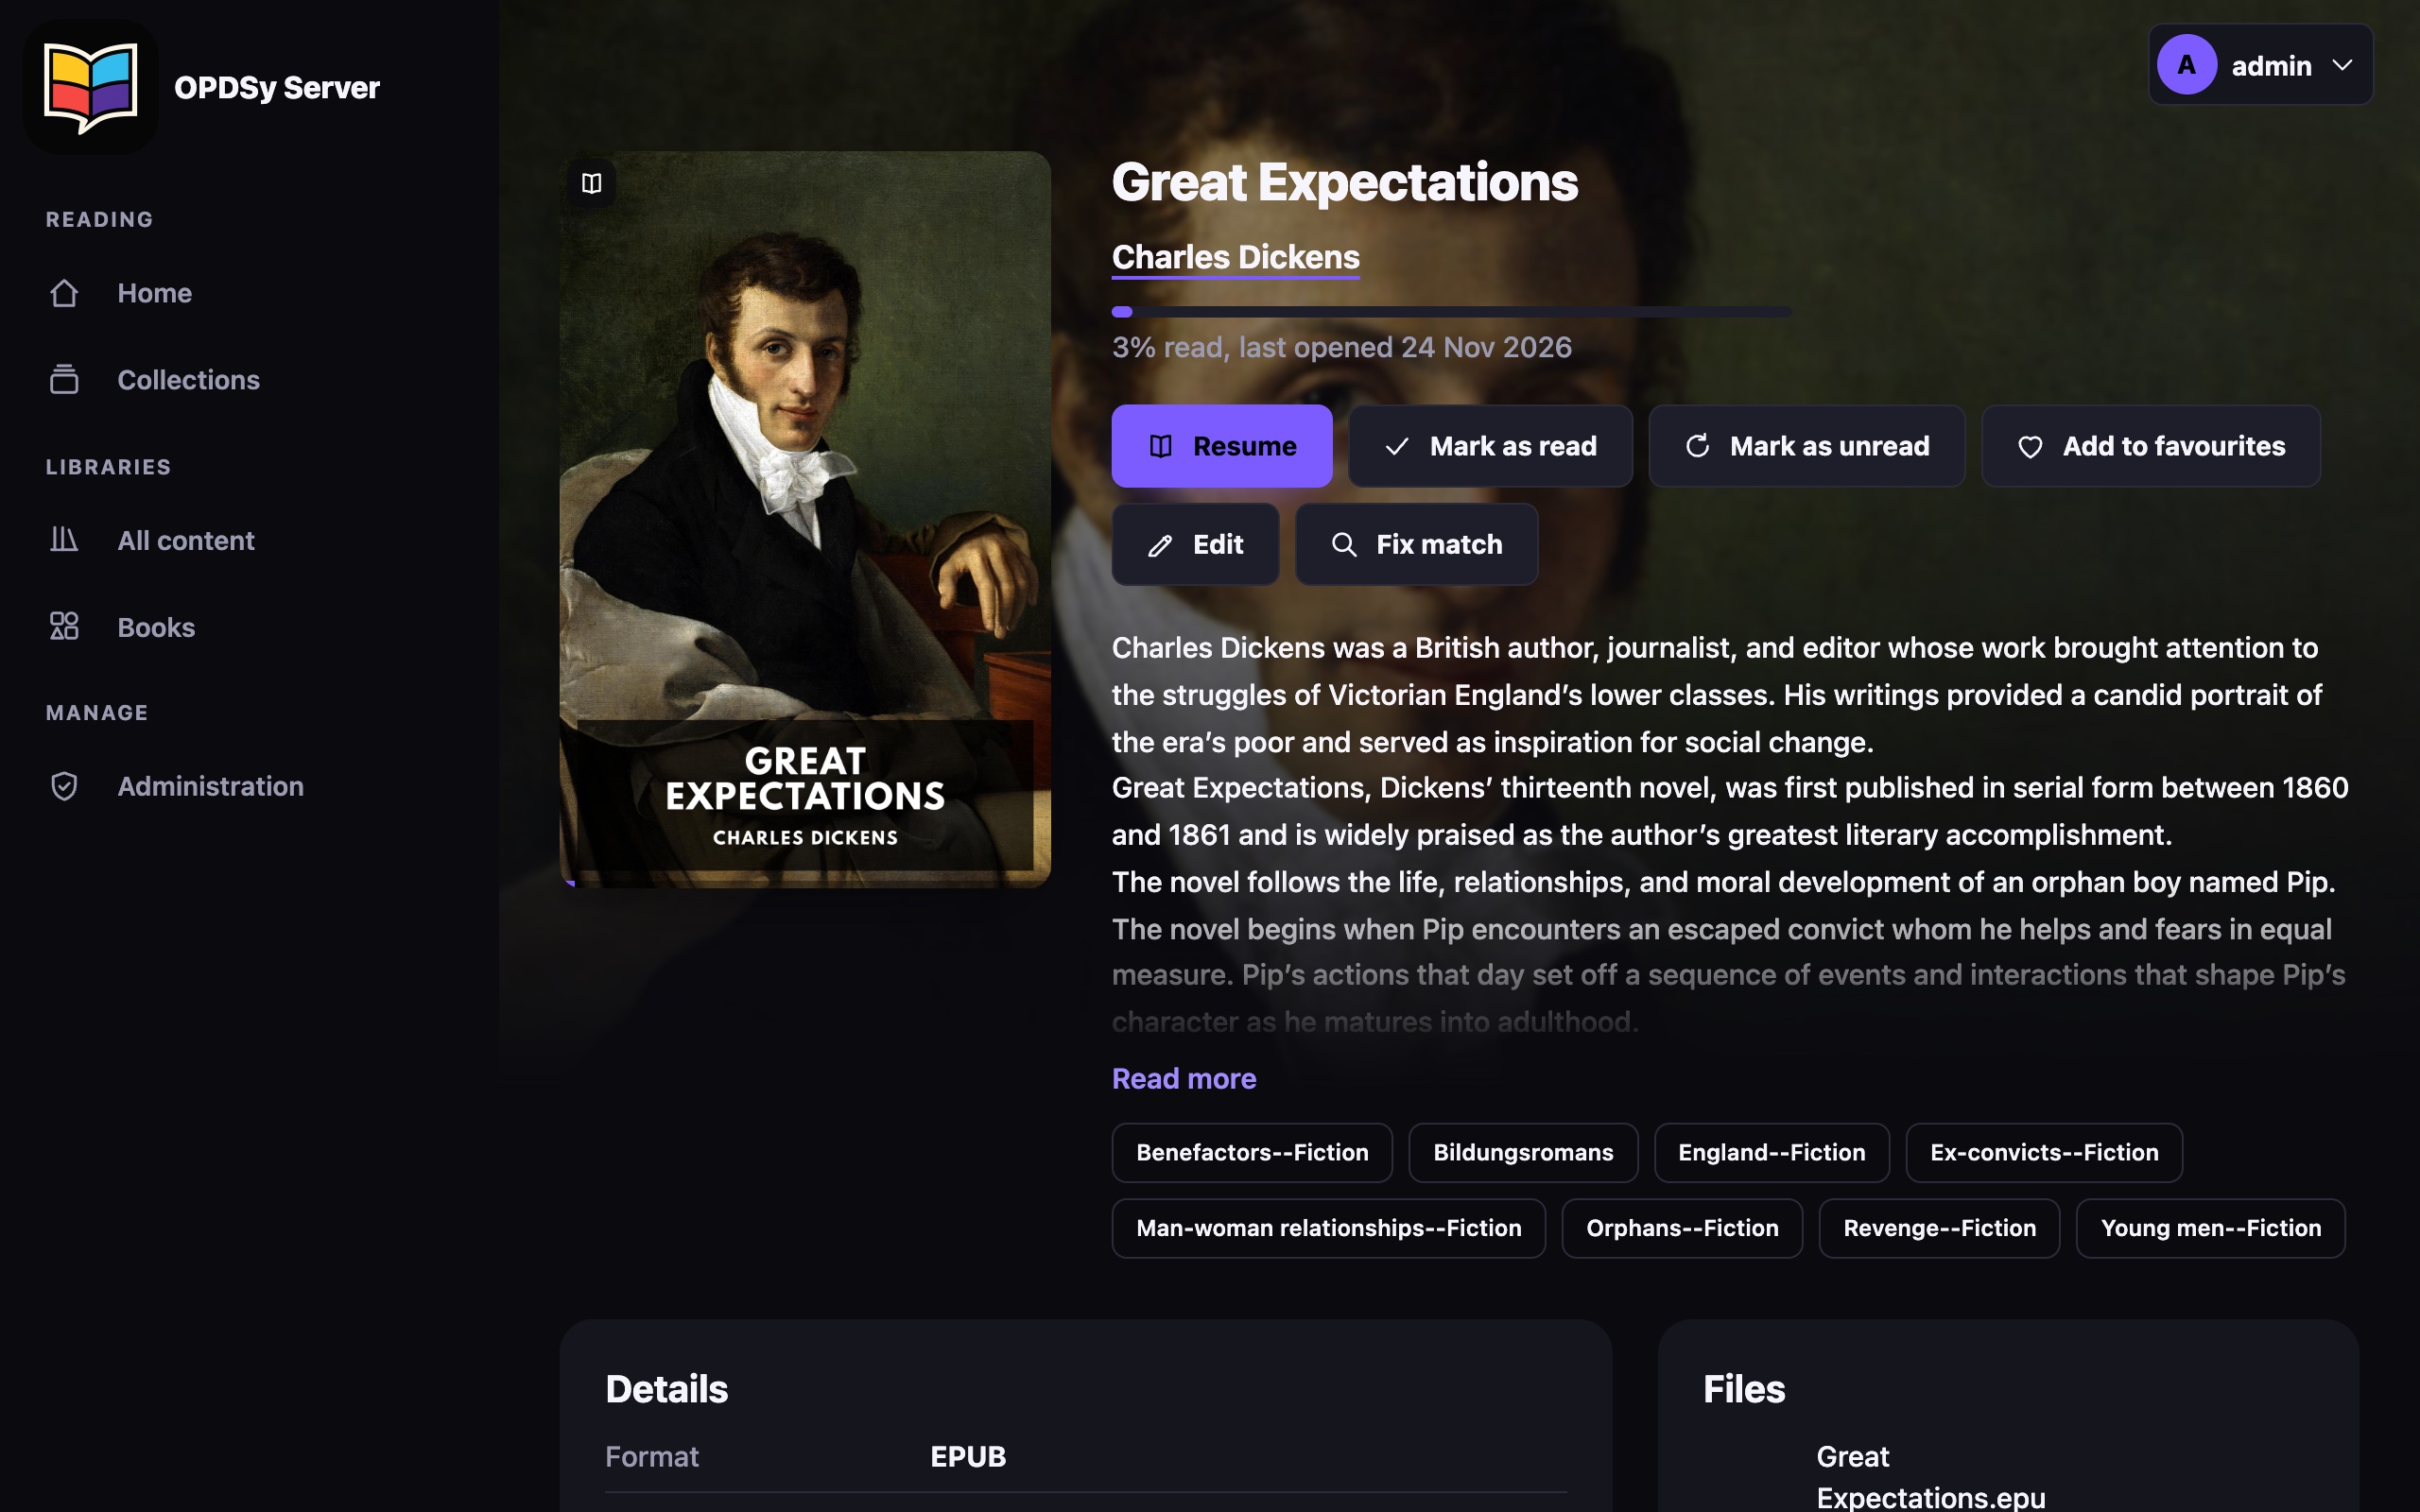 OPDSy Server
A
admin
READING
Home
Collections
LIBRARIES
All content
Books
MANAGE
Administration
GREAT
EXPECTATIONS
CHARLES DICKENS
Great Expectations
Charles Dickens
3% read, last opened 24 Nov 2026
Resume
Mark as read
Mark as unread
Add to favourites
Edit
Fix match
Charles Dickens was a British author, journalist, and editor whose work brought attention to
the struggles of Victorian England’s lower classes. His writings provided a candid portrait of
the era’s poor and served as inspiration for social change.
Great Expectations, Dickens’ thirteenth novel, was first published in serial form between 1860
and 1861 and is widely praised as the author’s greatest literary accomplishment.
The novel follows the life, relationships, and moral development of an orphan boy named Pip.
The novel begins when Pip encounters an escaped convict whom he helps and fears in equal
measure. Pip’s actions that day set off a sequence of events and interactions that shape Pip’s
character as he matures into adulthood.
Read more
Benefactors--Fiction
Bildungsromans
England--Fiction
Ex-convicts--Fiction
Man-woman relationships--Fiction
Orphans--Fiction
Revenge--Fiction
Young men--Fiction
Details
Format
EPUB
Files
Great
Expectations.epu